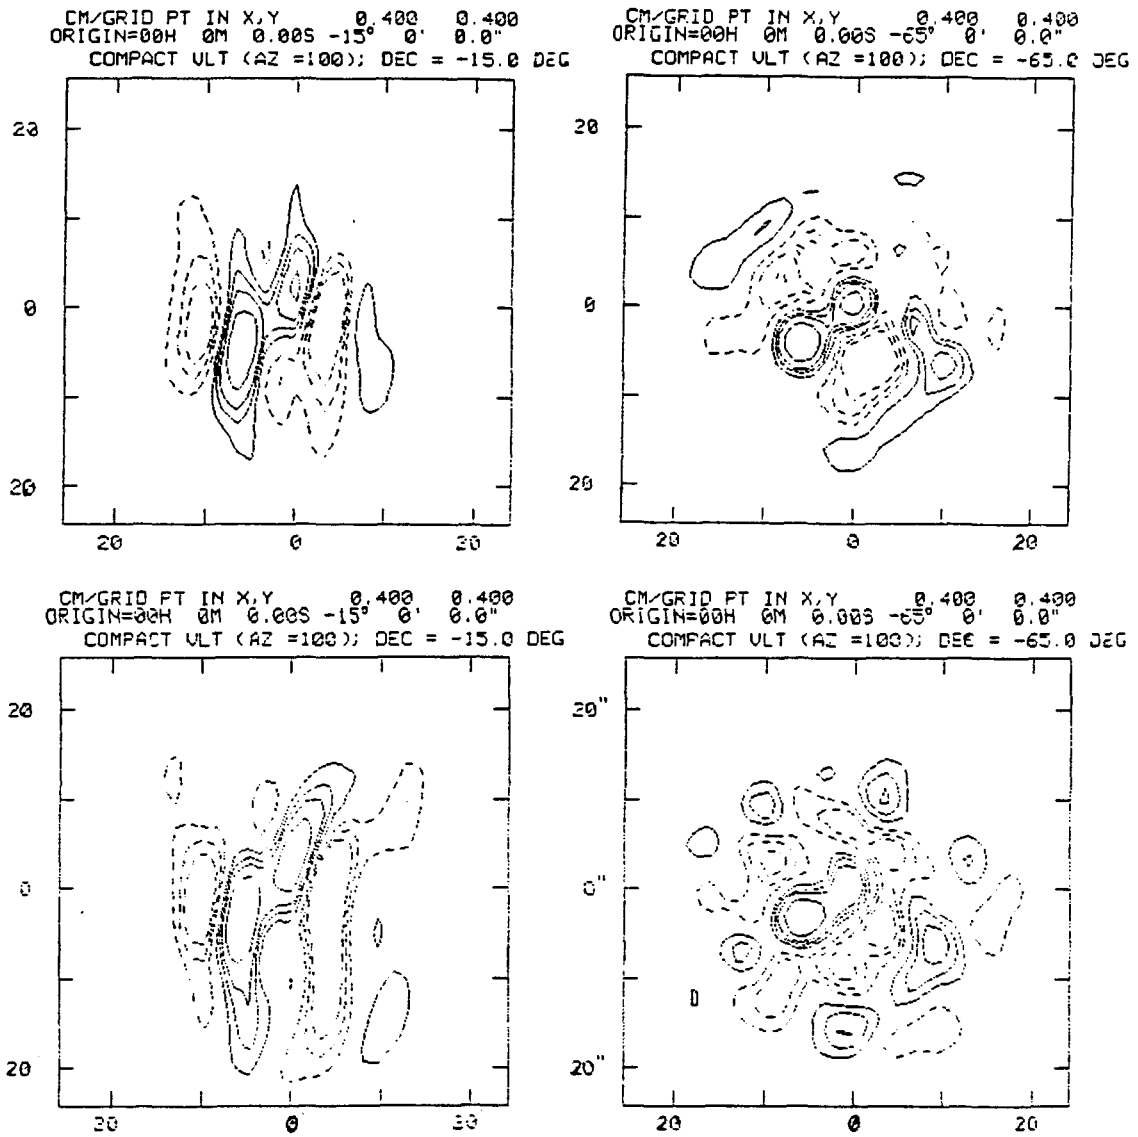 CM/GRID PT IN X,Y 0.400 0.400
ORIGIN=00H 0M 0.00S -15° 0' 0.0"
COMPACT VLT (AZ =100); DEC = -15.0 DEG
20
0
20
20
0
20
CM/GRID PT IN X,Y 0.400 0.400
ORIGIN=00H 0M 0.00S -65° 0' 0.0"
COMPACT VLT (AZ =100); DEC = -65.0 DEG
20
0
20
20
0
20
CM/GRID PT IN X,Y 0.400 0.400
ORIGIN=00H 0M 0.00S -15° 0' 0.0"
COMPACT VLT (AZ =100); DEC = -15.0 DEG
20
0
20
20
0
20
CM/GRID PT IN X,Y 0.400 0.400
ORIGIN=00H 0M 0.00S -65° 0' 0.0"
COMPACT VLT (AZ =100); DEC = -65.0 DEG
20"
0"
20"
20
0
20